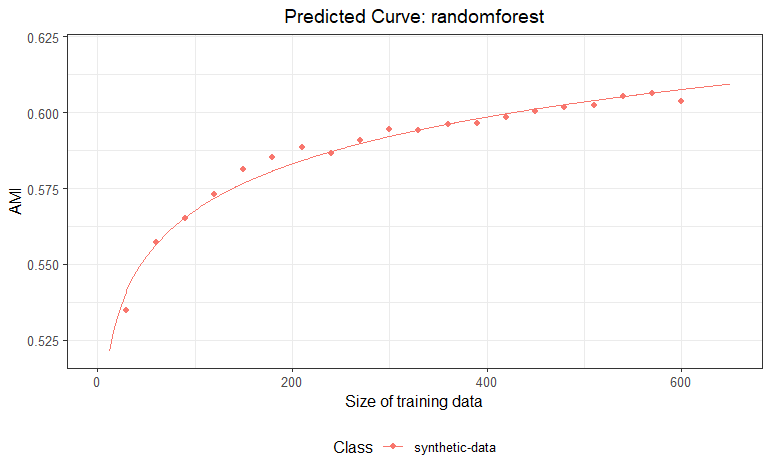 Predicted Curve: randomforest
0.625
0.600
0.575
0.550
0.525
AMI
0 200 400 600
Size of training data
Class synthetic-data